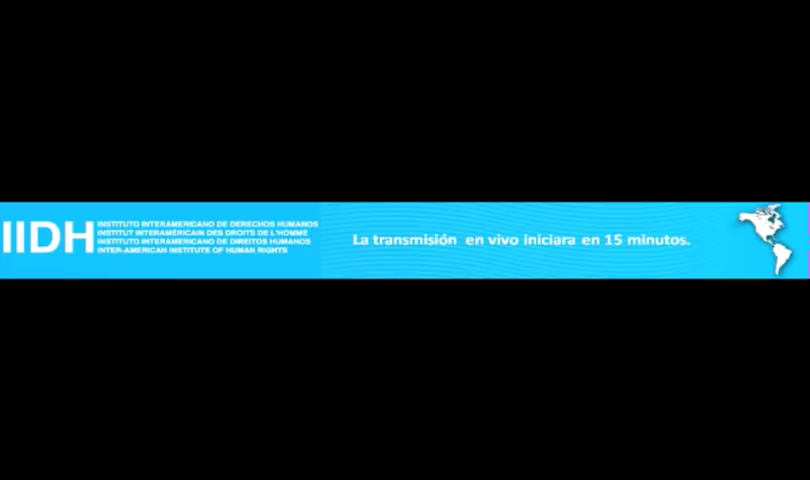 IIDH
INSTITUTO INTERAMERICANO DE DERECHOS HUMANOS
INSTITUT INTERAMÉRICAIN DES DROITS DE L'HOMME
INSTITUTO INTERAMERICANO DE DIREITOS HUMANOS
INTER-AMERICAN INSTITUTE OF HUMAN RIGHTS
La transmisión en vivo iniciara en 15 minutos.